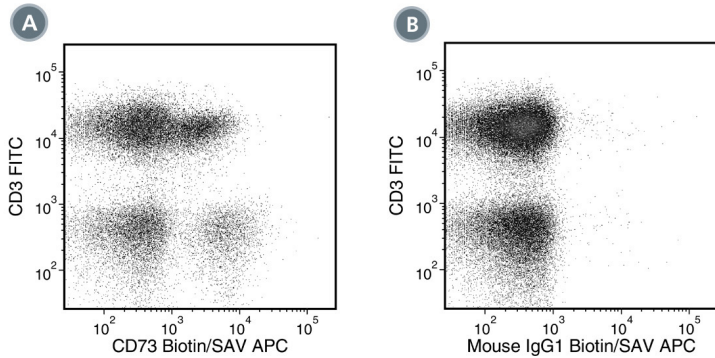 A
B
10^5
10^4
10^3
10^2
CD3 FITC
10^2 10^3 10^4 10^5
CD73 Biotin/SAV APC
10^5
10^4
10^3
10^2
CD3 FITC
10^2 10^3 10^4 10^5
Mouse IgG1 Biotin/SAV APC